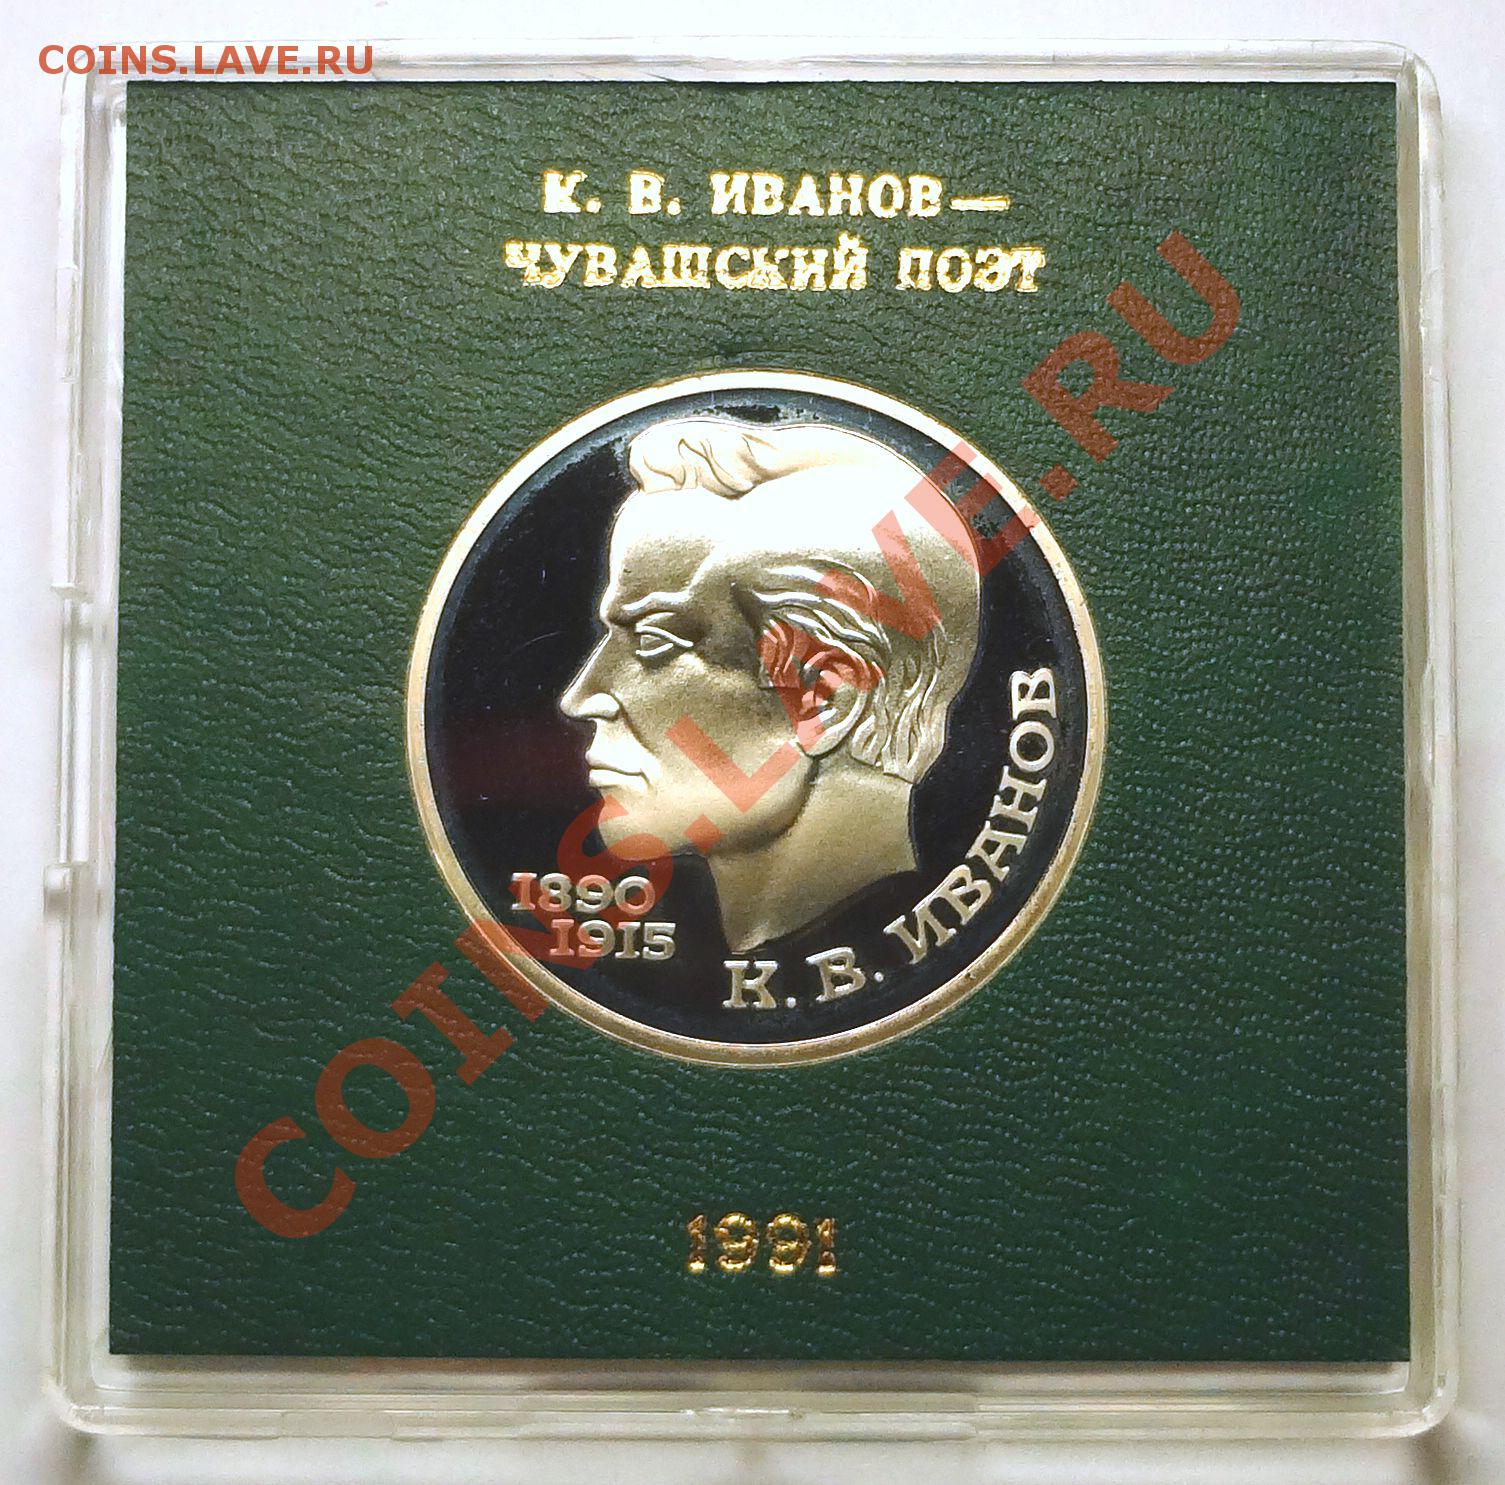 COINS.LAVE.RU
К. В. ИВАНОВ—
ЧУВАШСКИЙ ПОЭТ
COINS.LAVE.RU
1890
1915
К. В. ИВАНОВ
1991